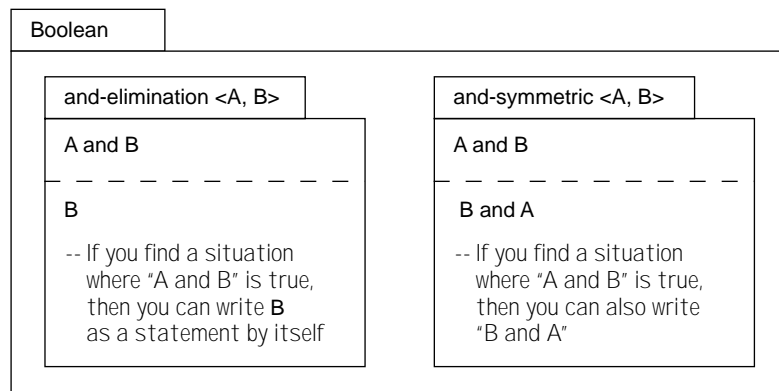 Boolean
and-elimination <A, B>
A and B
B
-- If you find a situation
where “A and B” is true,
then you can write B
as a statement by itself
and-symmetric <A, B>
A and B
B and A
-- If you find a situation
where “A and B” is true,
then you can also write
“B and A”